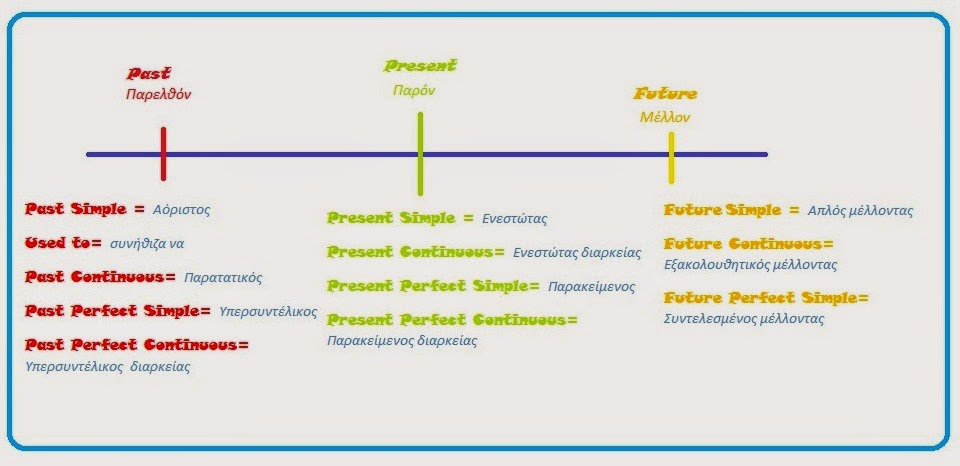 Past
Παρελθόν
Present
Παρόν
Future
Μέλλον
Past Simple = Αόριστος
Used to= συνήθιζα να
Past Continuous= Παρατατικός
Past Perfect Simple= Υπερσυντέλικος
Past Perfect Continuous=
Υπερσυντέλικος διαρκείας
Present Simple = Ενεστώτας
Present Continuous= Ενεστώτας διαρκείας
Present Perfect Simple= Παρακείμενος
Present Perfect Continuous=
Παρακείμενος διαρκείας
Future Simple = Απλός μέλλοντας
Future Continuous=
Εξακολουθητικός μέλλοντας
Future Perfect Simple=
Συντελεσμένος μέλλοντας